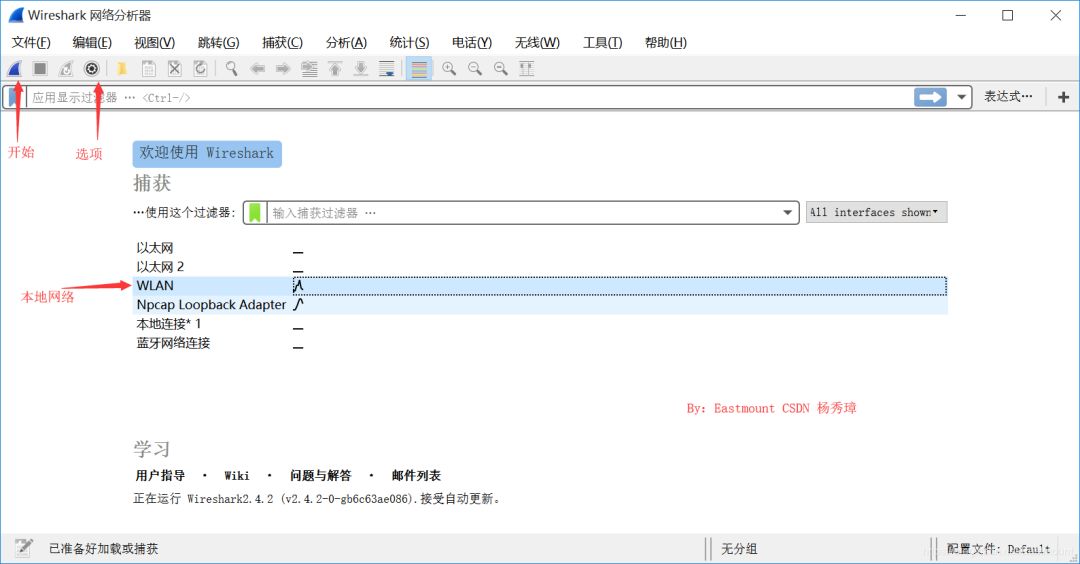 Wireshark 网络分析器
文件(F) 编辑(E) 视图(V) 跳转(G) 捕获(C) 分析(A) 统计(S) 电话(Y) 无线(W) 工具(T) 帮助(H)
应用显示过滤器 … <Ctrl-/> 表达式…
开始 选项
欢迎使用 Wireshark
捕获
…使用这个过滤器: 输入捕获过滤器 … All interfaces shown
以太网
以太网 2
本地网络 WLAN
Npcap Loopback Adapter
本地连接* 1
蓝牙网络连接
By: Eastmount CSDN 杨秀璋
学习
用户指导 · Wiki · 问题与解答 · 邮件列表
正在运行 Wireshark2.4.2 (v2.4.2-0-gb6c63ae086).接受自动更新。
已准备好加载或捕获 无分组 配置文件: Default